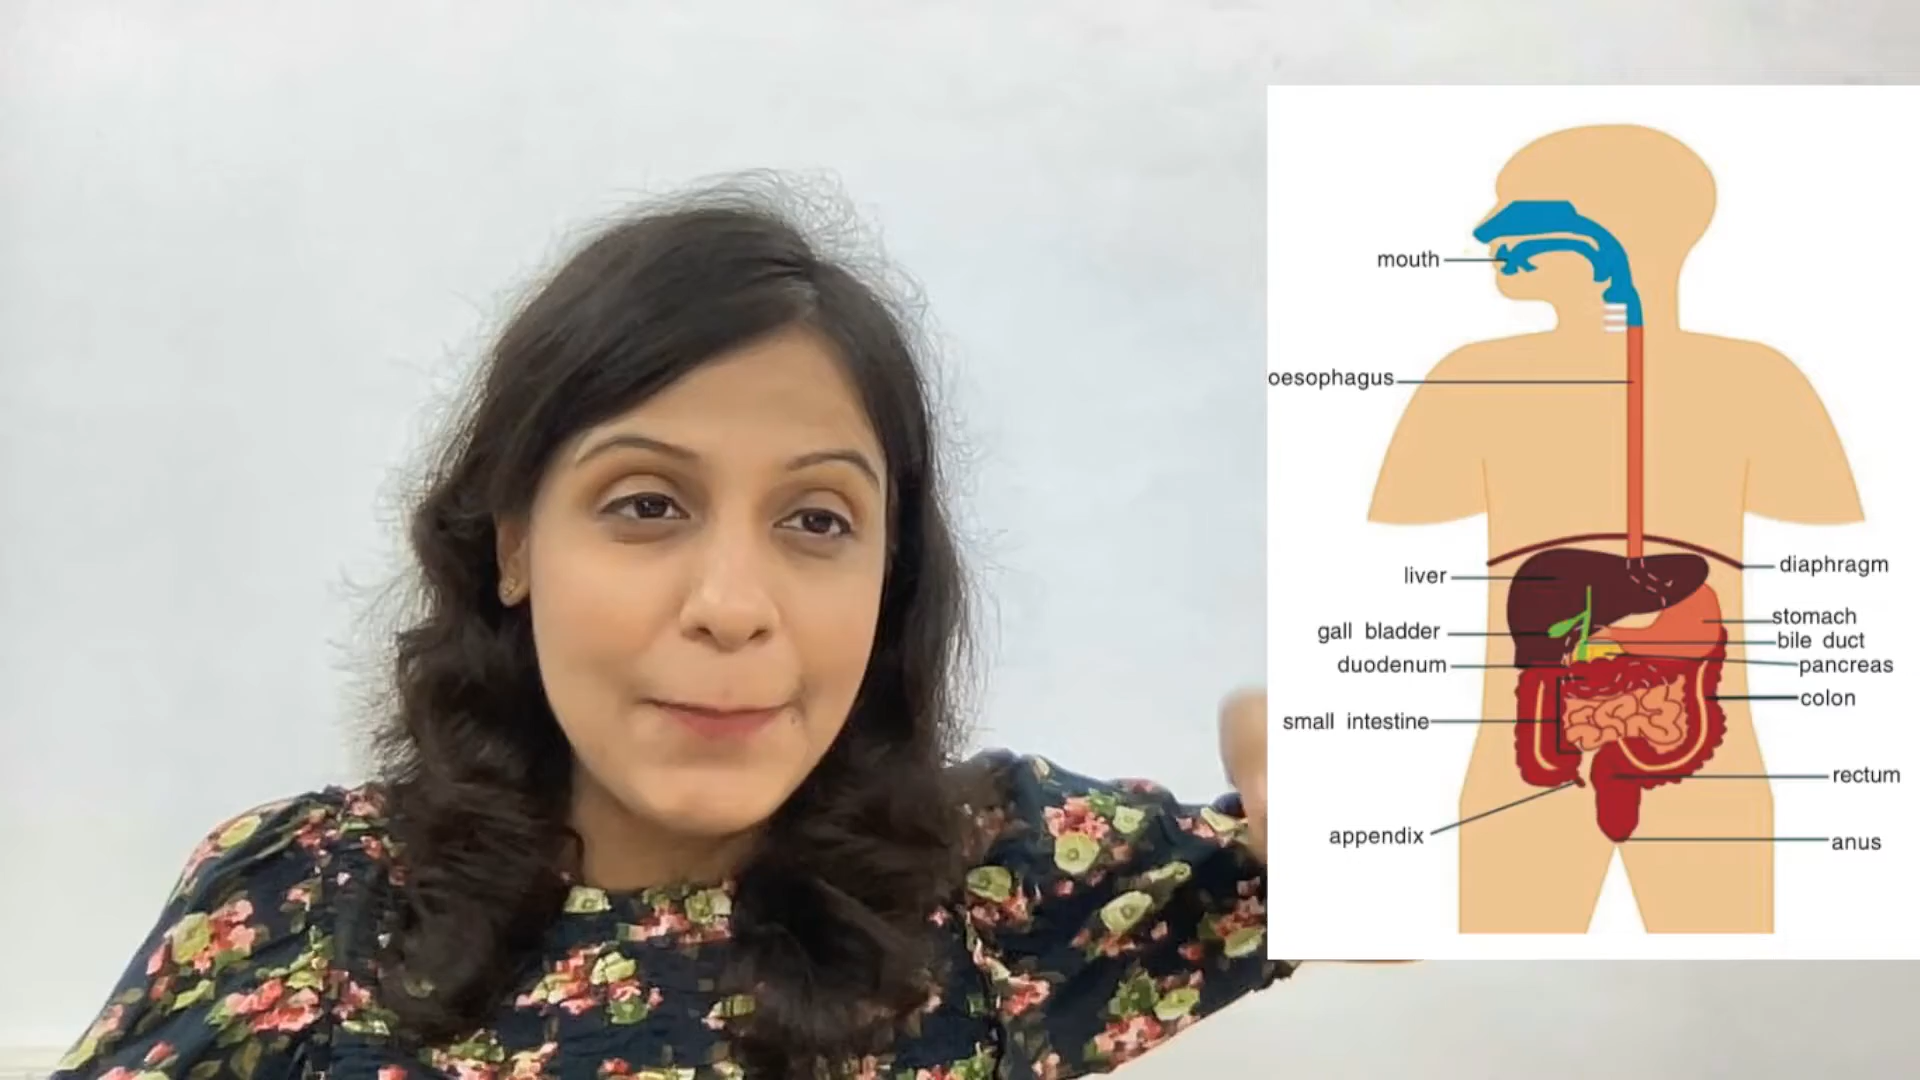 mouth
oesophagus
liver
diaphragm
gall bladder
stomach
bile duct
duodenum
pancreas
colon
small intestine
rectum
appendix
anus